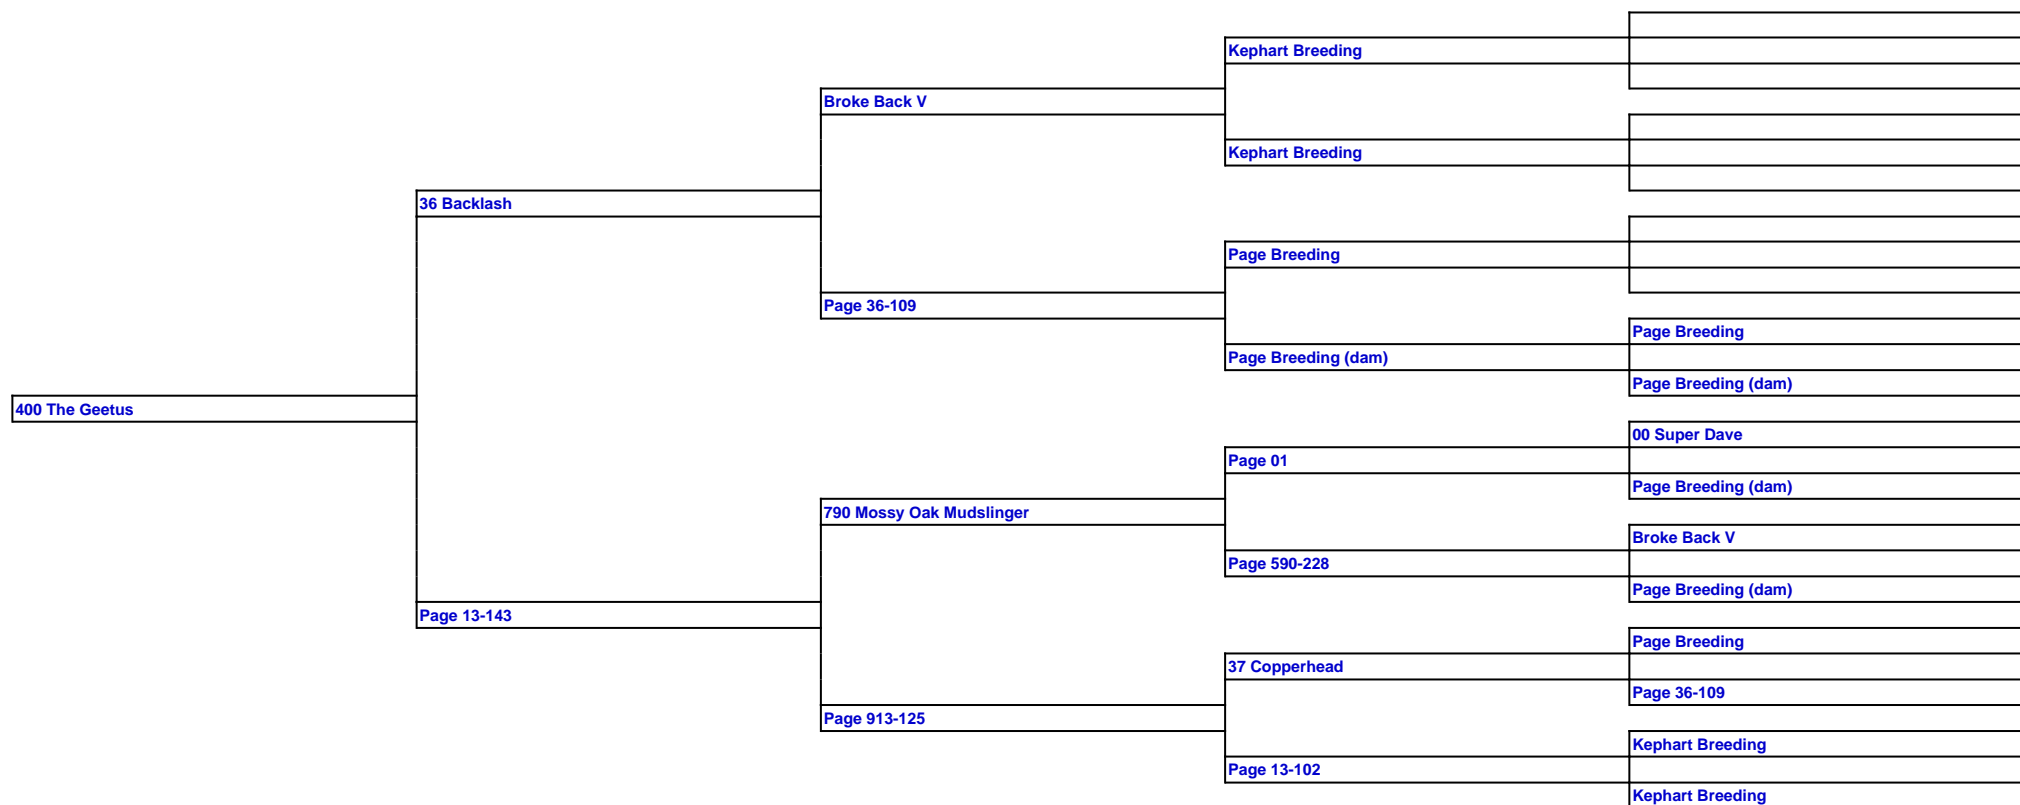 Kephart Breeding
Broke Back V
Kephart Breeding
36 Backlash
Page Breeding
Page 36-109
Page Breeding
Page Breeding (dam)
Page Breeding (dam)
400 The Geetus
00 Super Dave
Page 01
Page Breeding (dam)
790 Mossy Oak Mudslinger
Broke Back V
Page 590-228
Page Breeding (dam)
Page 13-143
Page Breeding
37 Copperhead
Page 36-109
Page 913-125
Kephart Breeding
Page 13-102
Kephart Breeding